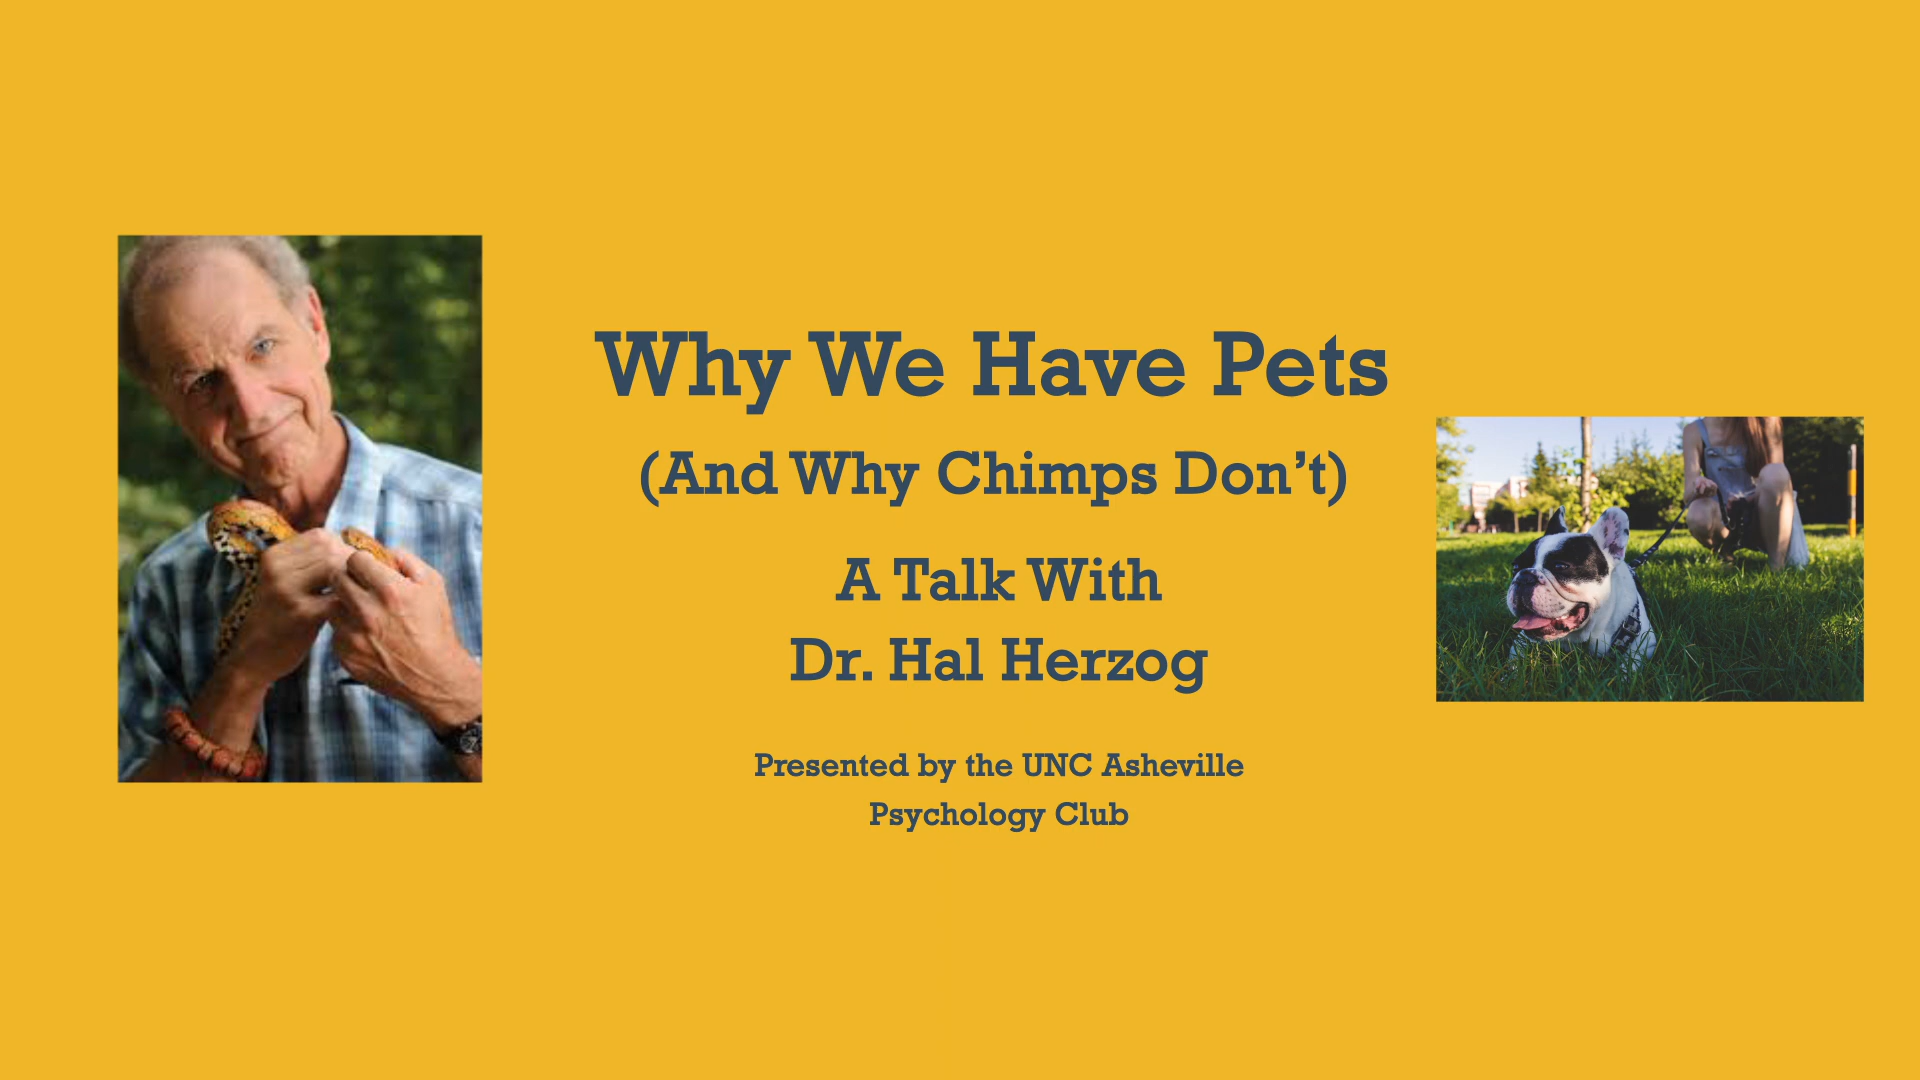 Why We Have Pets
(And Why Chimps Don’t)
A Talk With
Dr. Hal Herzog
Presented by the UNC Asheville
Psychology Club